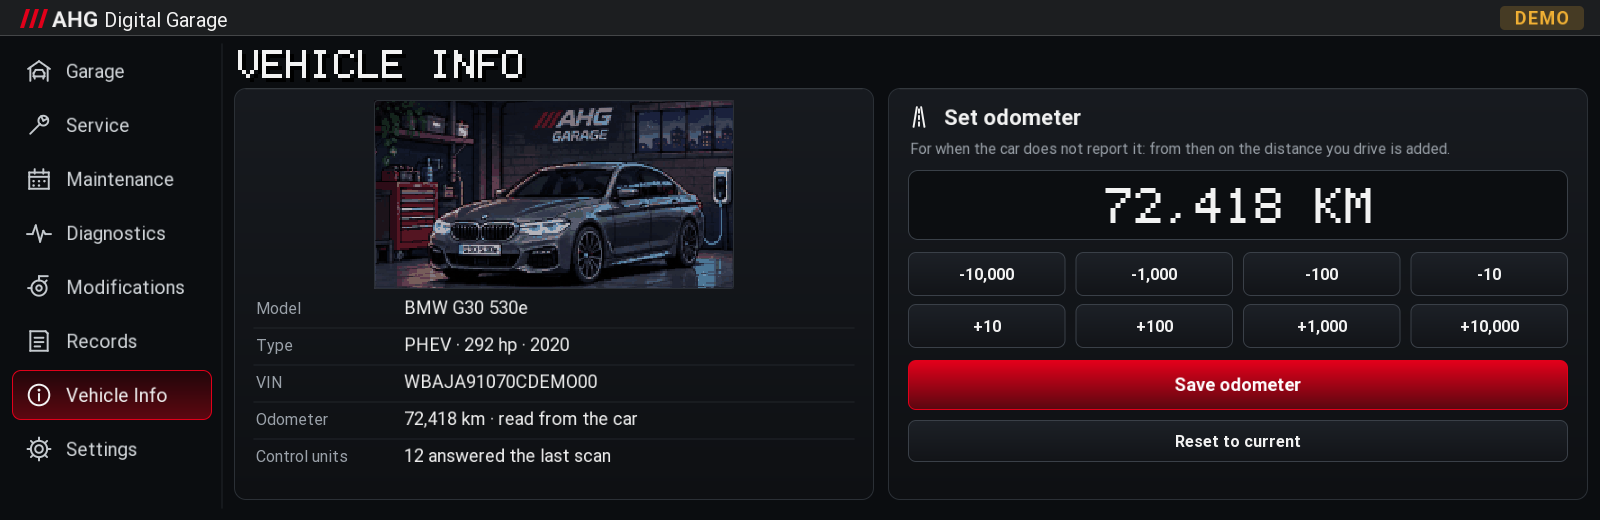 AHG Digital Garage
DEMO
Garage
Service
Maintenance
Diagnostics
Modifications
Records
Vehicle Info
Settings
VEHICLE INFO
AHG
GARAGE
Model BMW G30 530e
Type PHEV · 292 hp · 2020
VIN WBAJA91070CDEMO00
Odometer 72,418 km · read from the car
Control units 12 answered the last scan
Set odometer
For when the car does not report it: from then on the distance you drive is added.
72,418 KM
-10,000 -1,000 -100 -10
+10 +100 +1,000 +10,000
Save odometer
Reset to current